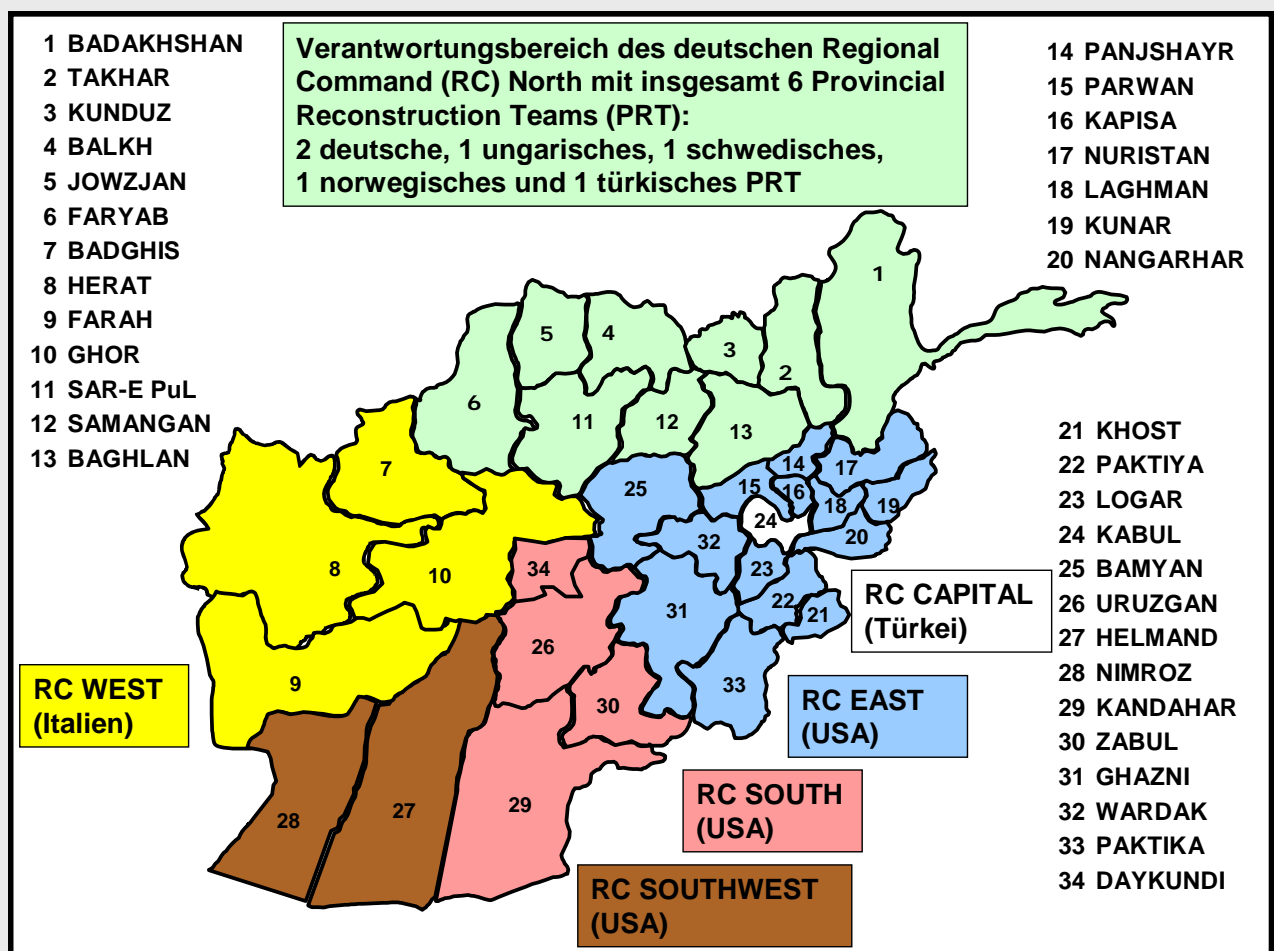 1 BADAKHSHAN
2 TAKHAR
3 KUNDUZ
4 BALKH
5 JOWZJAN
6 FARYAB
7 BADGHIS
8 HERAT
9 FARAH
10 GHOR
11 SAR-E PuL
12 SAMANGAN
13 BAGHLAN
Verantwortungsbereich des deutschen Regional
Command (RC) North mit insgesamt 6 Provincial
Reconstruction Teams (PRT):
2 deutsche, 1 ungarisches, 1 schwedisches,
1 norwegisches und 1 türkisches PRT
14 PANJSHAYR
15 PARWAN
16 KAPISA
17 NURISTAN
18 LAGHMAN
19 KUNAR
20 NANGARHAR
21 KHOST
22 PAKTIYA
23 LOGAR
24 KABUL
25 BAMYAN
26 URUZGAN
27 HELMAND
28 NIMROZ
29 KANDAHAR
30 ZABUL
31 GHAZNI
32 WARDAK
33 PAKTIKA
34 DAYKUNDI
1
5
4
3
2
6
11
12
13
7
25
15
14
16
17
18
19
20
24
32
8
10
34
23
22
21
31
26
9
33
30
28
27
29
RC CAPITAL
(Türkei)
RC WEST
(Italien)
RC EAST
(USA)
RC SOUTH
(USA)
RC SOUTHWEST
(USA)